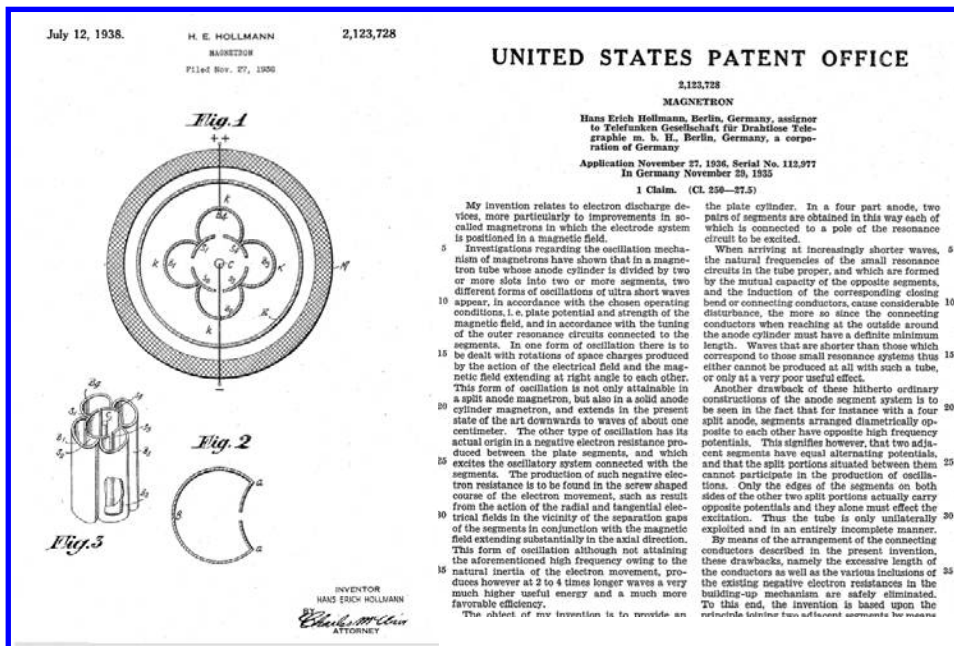 July 12, 1938.
H. E. HOLLMANN
2,123,728
MAGNETRON
Filed Nov. 27, 1936
Fig. 1
Fig. 2
Fig. 3
INVENTOR
HANS ERICH HOLLMANN
ATTORNEY
UNITED STATES PATENT OFFICE
2,123,728
MAGNETRON
Hans Erich Hollmann, Berlin, Germany, assignor
to Telefunken Gesellschaft für Drahtlose Tele-
graphie m. b. H., Berlin, Germany, a corpo-
ration of Germany
Application November 27, 1936, Serial No. 112,977
In Germany November 29, 1935
1 Claim. (Cl. 250—27.5)
My invention relates to electron discharge de-
vices, more particularly to improvements in so-
called magnetrons in which the electrode system
is positioned in a magnetic field.
5 Investigations regarding the oscillation mecha-
nism of magnetrons have shown that in a magne-
tron tube whose anode cylinder is divided by two
or more slots into two or more segments, two
different forms of oscillations of ultra short waves
10 appear, in accordance with the chosen operating
conditions, i. e. plate potential and strength of the
magnetic field, and in accordance with the tuning
of the outer resonance circuits connected to the
segments. In one form of oscillation there is to
15 be dealt with rotations of space charges produced
by the action of the electrical field and the mag-
netic field extending at right angle to each other.
This form of oscillation is not only attainable in
a split anode magnetron, but also in a solid anode
20 cylinder magnetron, and extends in the present
state of the art downwards to waves of about one
centimeter. The other type of oscillation has its
actual origin in a negative electron resistance pro-
duced between the plate segments, and which
25 excites the oscillatory system connected with the
segments. The production of such negative elec-
tron resistance is to be found in the screw shaped
course of the electron movement, such as result
from the action of the radial and tangential elec-
30 trical fields in the vicinity of the separation gaps
of the segments in conjunction with the magnetic
field extending substantially in the axial direction.
This form of oscillation although not attaining
the aforementioned high frequency owing to the
35 natural inertia of the electron movement, pro-
duces however at 2 to 4 times longer waves a very
much higher useful energy and a much more
favorable efficiency.
The object of my invention is to provide an
the plate cylinder. In a four part anode, two
pairs of segments are obtained in this way each of
which is connected to a pole of the resonance
circuit to be excited.
When arriving at increasingly shorter waves, 5
the natural frequencies of the small resonance
circuits in the tube proper, and which are formed
by the mutual capacity of the opposite segments,
and the induction of the corresponding closing
bend or connecting conductors, cause considerable 10
disturbance, the more so since the connecting
conductors when reaching at the outside around
the anode cylinder must have a definite minimum
length. Waves that are shorter than those which
correspond to those small resonance systems thus 15
either cannot be produced at all with such a tube,
or only at a very poor useful effect.
Another drawback of these hitherto ordinary
constructions of the anode segment system is to
be seen in the fact that for instance with a four 20
split anode, segments arranged diametrically op-
posite to each other have opposite high frequency
potentials. This signifies however, that two adja-
cent segments have equal alternating potentials,
and that the split portions situated between them 25
cannot participate in the production of oscilla-
tions. Only the edges of the segments on both
sides of the other two split portions actually carry
opposite potentials and they alone must effect the
excitation. Thus the tube is only unilaterally 30
exploited and in an entirely incomplete manner.
By means of the arrangement of the connecting
conductors described in the present invention,
these drawbacks, namely the excessive length of
the conductors as well as the various inclusions of 35
the existing negative electron resistances in the
building-up mechanism are safely eliminated.
To this end, the invention is based upon the
principle joining two adjacent segments by means